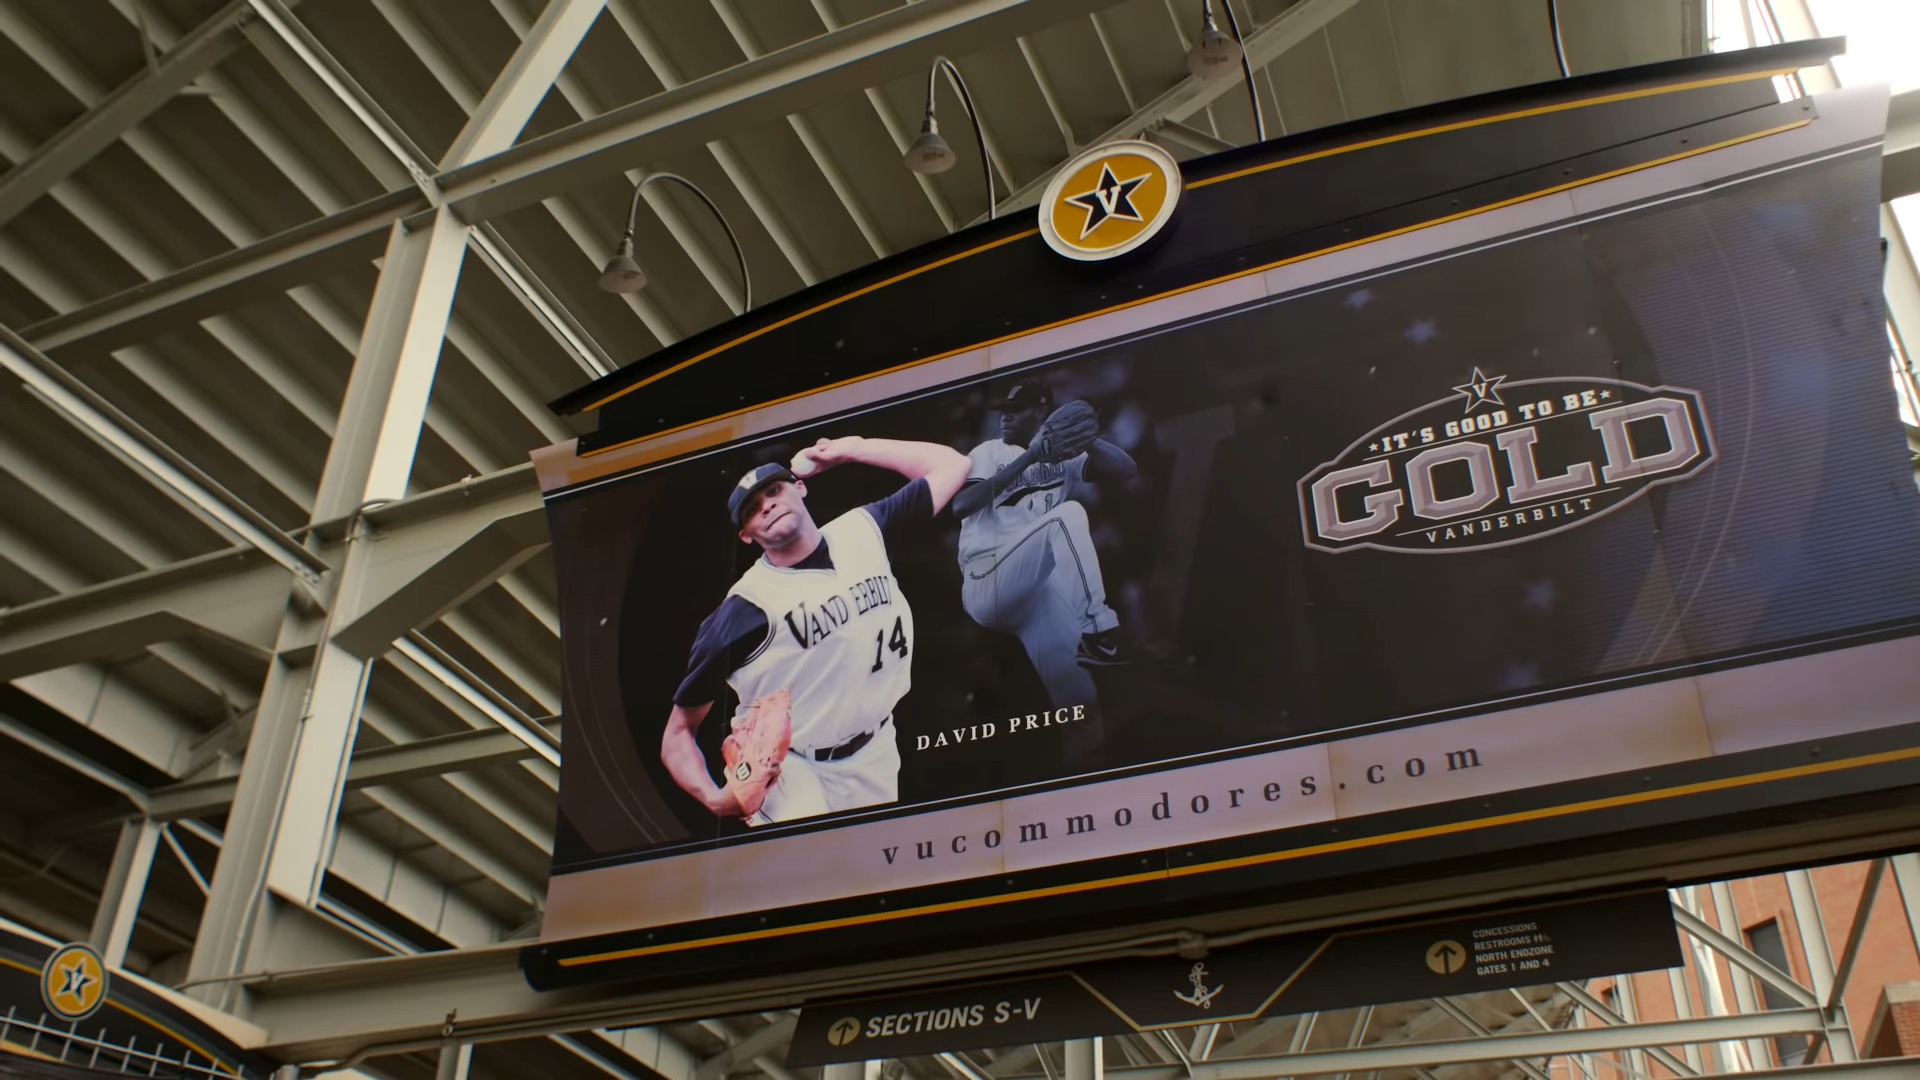 V
V
IT'S GOOD TO BE
GOLD
VANDERBILT
VANDERBILT
14
DAVID PRICE
vucommodores.com
CONCESSIONS
RESTROOMS
NORTH ENDZONE
GATES 1 AND 4
SECTIONS S-V
V